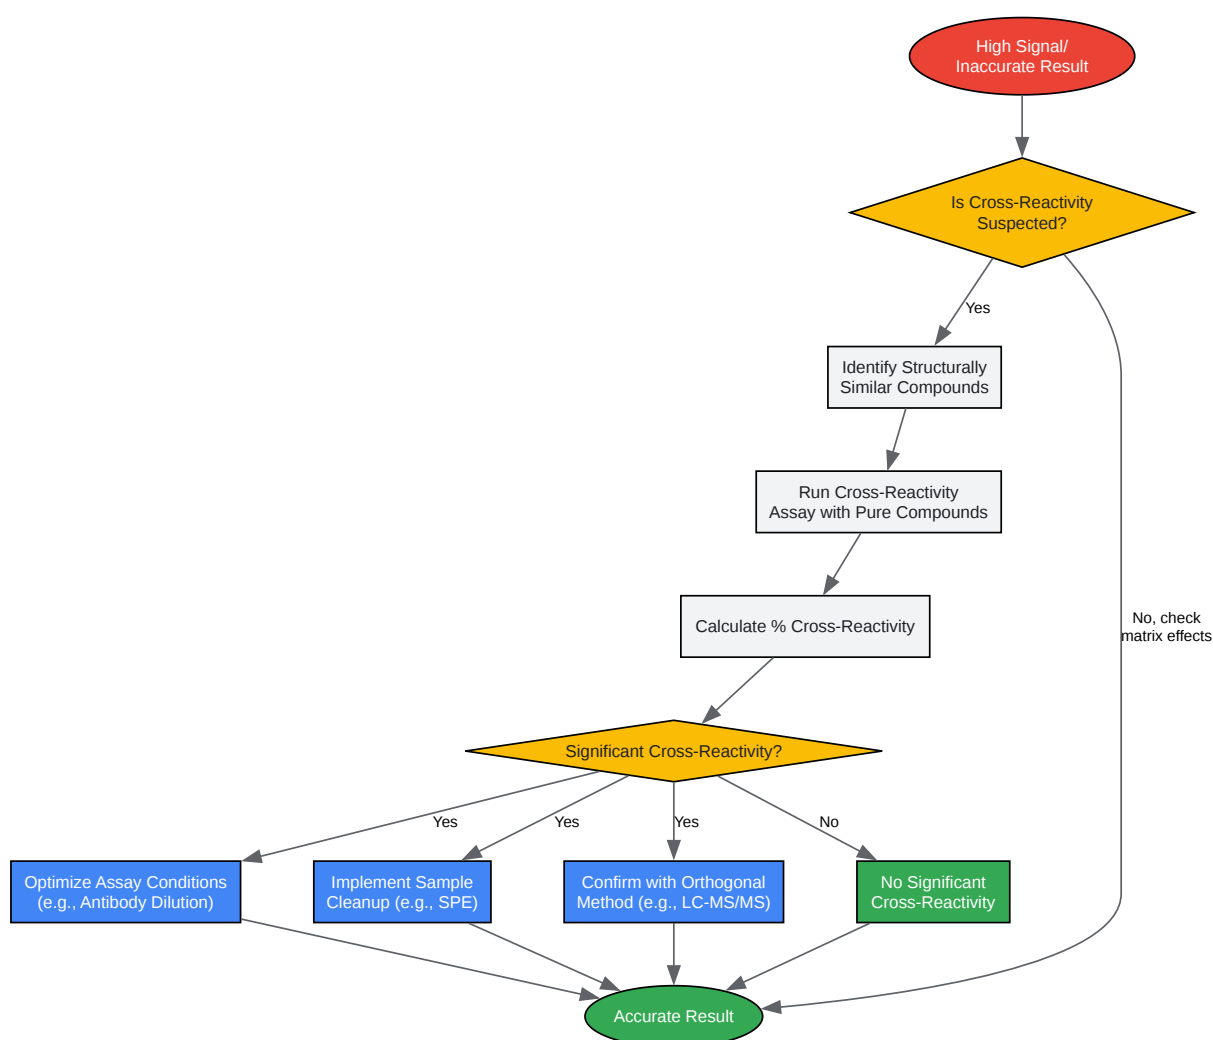 High Signal/
Inaccurate Result
Is Cross-Reactivity
Suspected?
Yes
Identify Structurally
Similar Compounds
Run Cross-Reactivity
Assay with Pure Compounds
Calculate % Cross-Reactivity
No, check
matrix effects
Significant Cross-Reactivity?
Yes
Yes
Yes
No
Optimize Assay Conditions
(e.g., Antibody Dilution)
Implement Sample
Cleanup (e.g., SPE)
Confirm with Orthogonal
Method (e.g., LC-MS/MS)
No Significant
Cross-Reactivity
Accurate Result